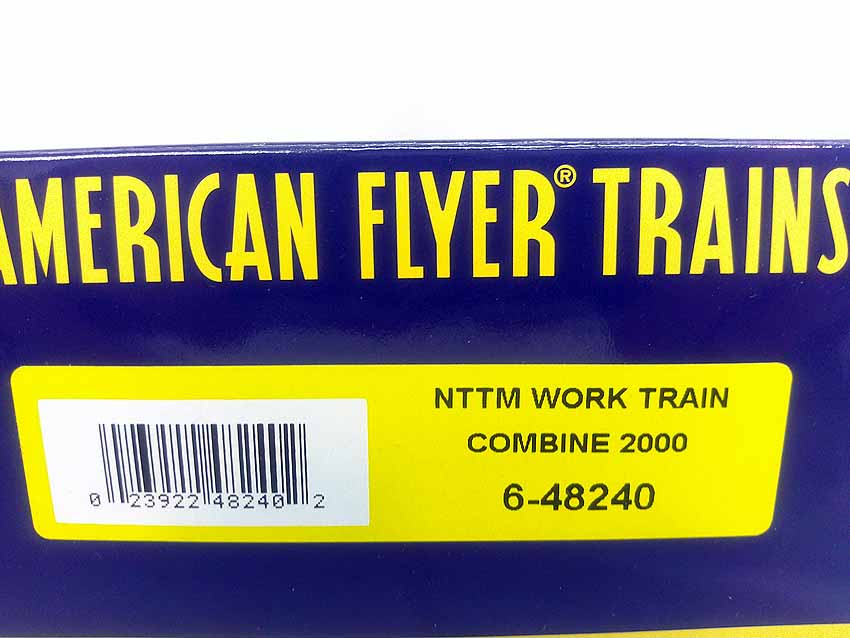 AMERICAN FLYER® TRAINS
NTTM WORK TRAIN
COMBINE 2000
6-48240
0 23922 48240 2